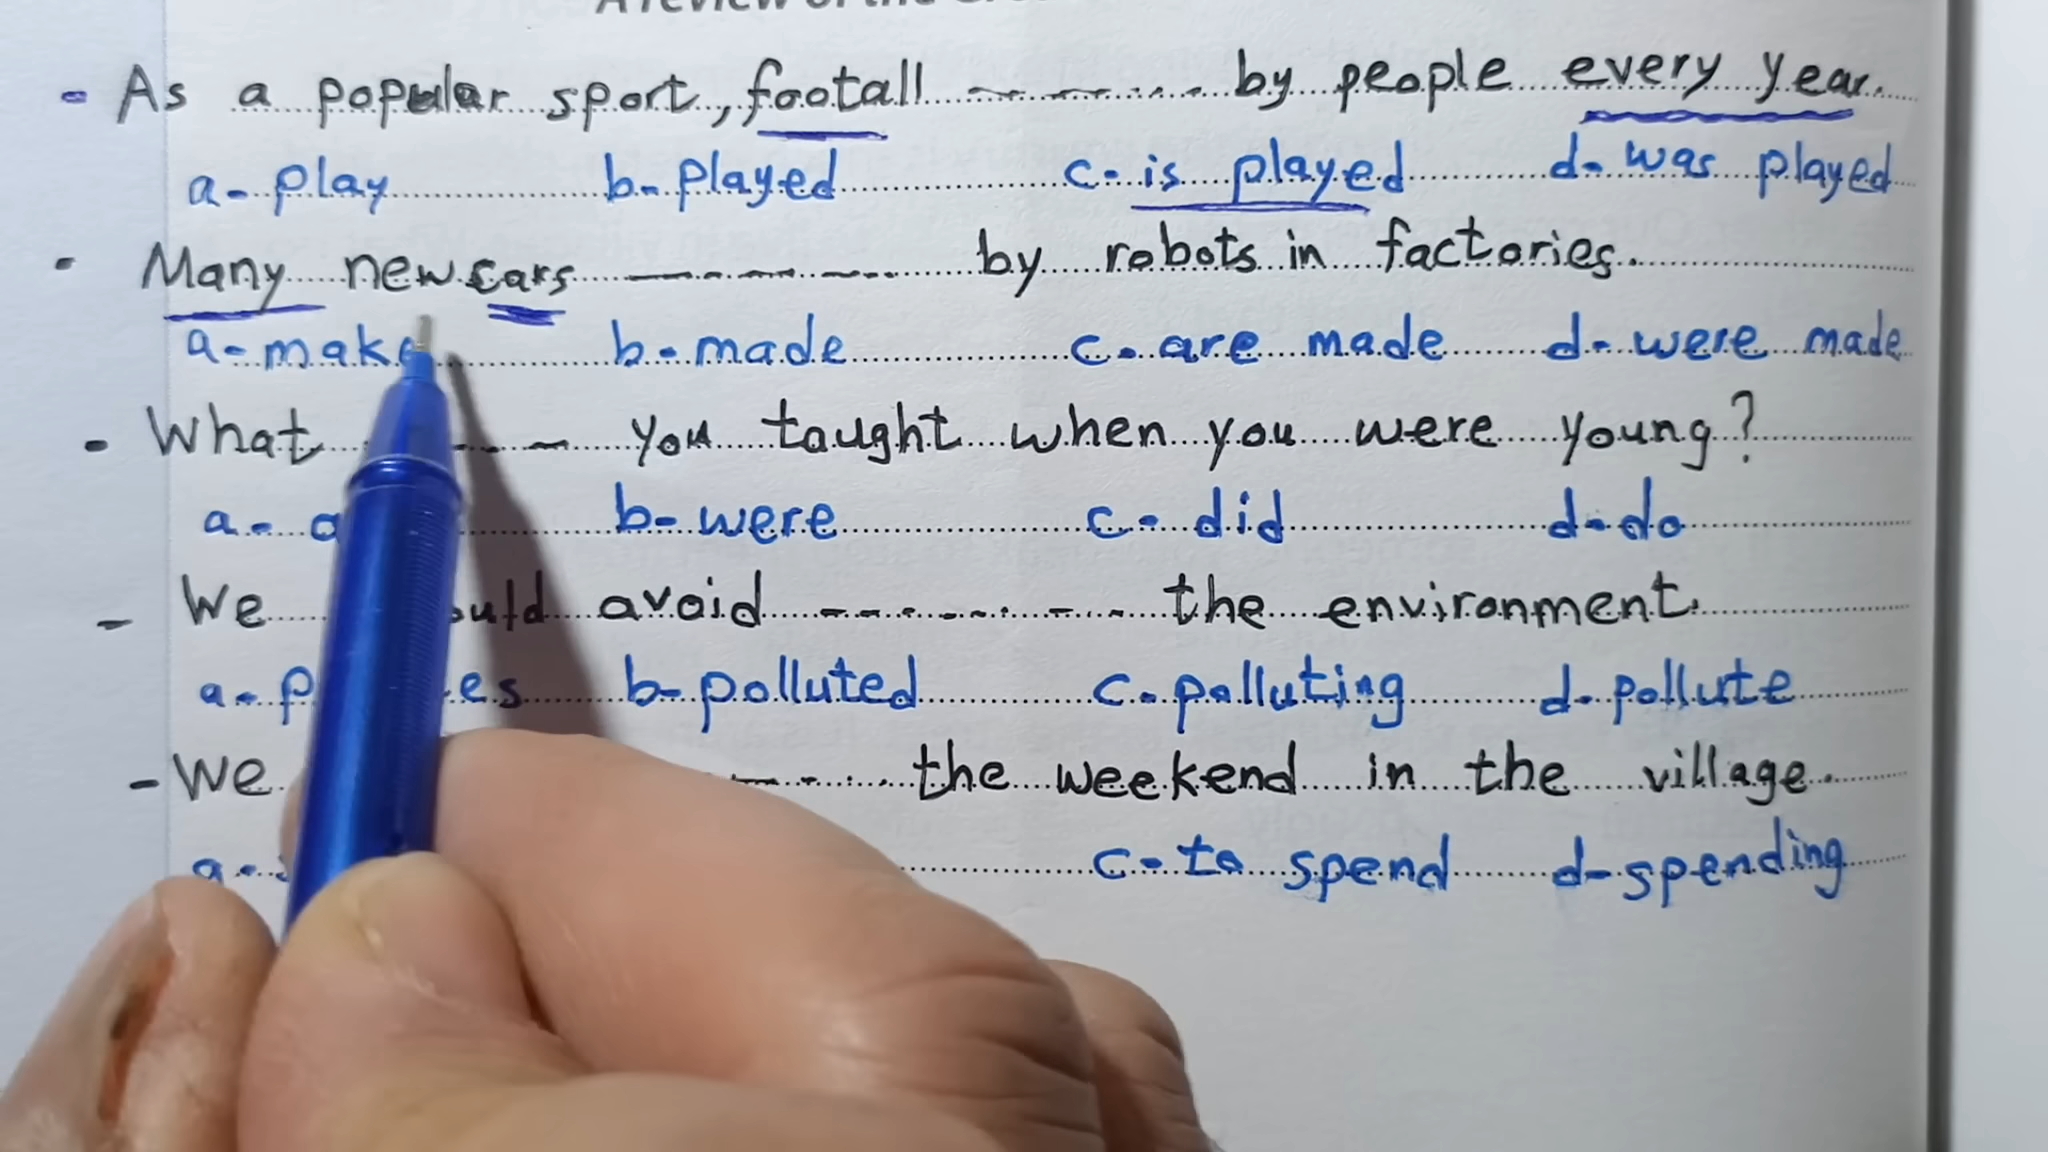 - As a popular sport, footall ---------- by people every year.
a- play b- played c- is played d- was played
- Many new cars ---------- by robots in factories.
a- make b- made c- are made d- were made
- What ------ you taught when you were young?
a- b- were c- did d- do
- We avoid ---------- the environment.
a- b- polluted c- polluting d- pollute
- We ------ the weekend in the village.
a- c- to spend d- spending